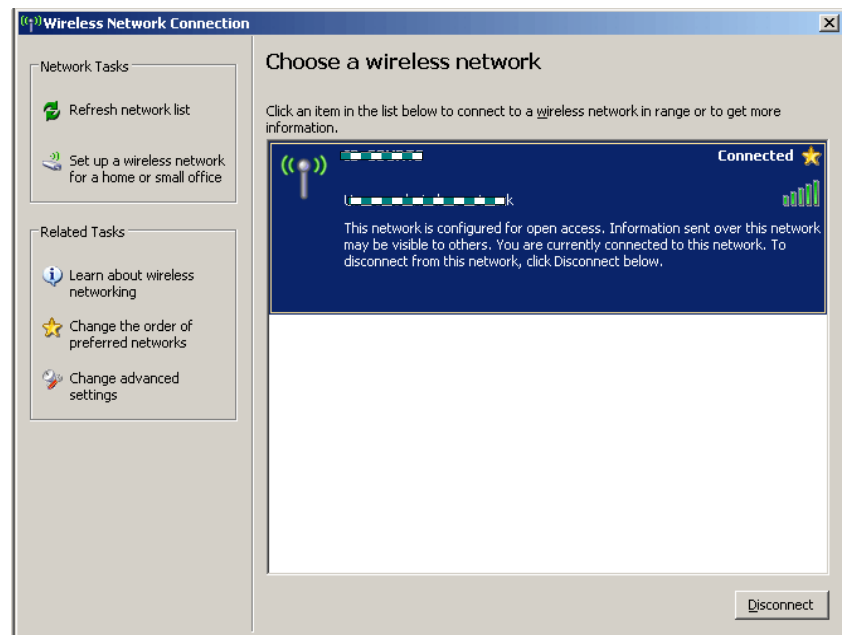 Wireless Network Connection
Network Tasks
Refresh network list
Set up a wireless network
for a home or small office
Related Tasks
Learn about wireless
networking
Change the order of
preferred networks
Change advanced
settings
Choose a wireless network
Click an item in the list below to connect to a wireless network in range or to get more
information.
Connected
This network is configured for open access. Information sent over this network
may be visible to others. You are currently connected to this network. To
disconnect from this network, click Disconnect below.
Disconnect